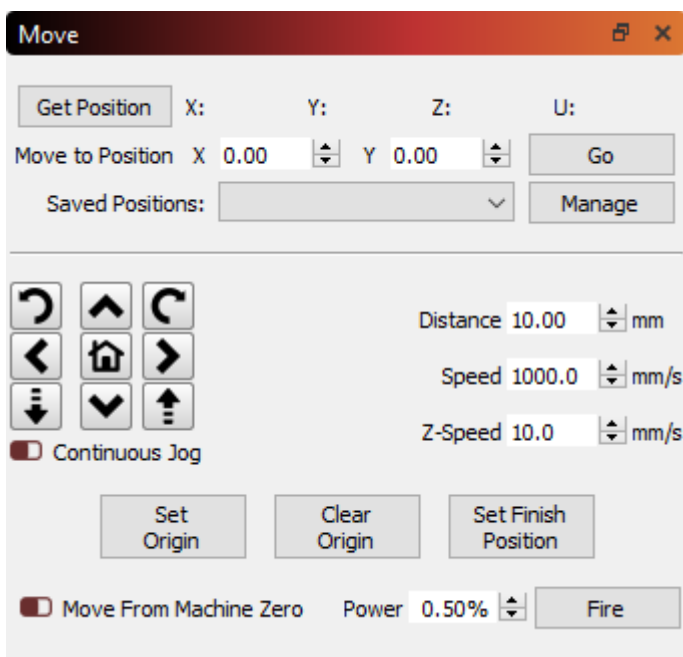 Move
Get Position X: Y: Z: U:
Move to Position X 0.00 Y 0.00 Go
Saved Positions: Manage
Distance 10.00 mm
Speed 1000.0 mm/s
Z-Speed 10.0 mm/s
Continuous Jog
Set Origin Clear Origin Set Finish Position
Move From Machine Zero Power 0.50% Fire